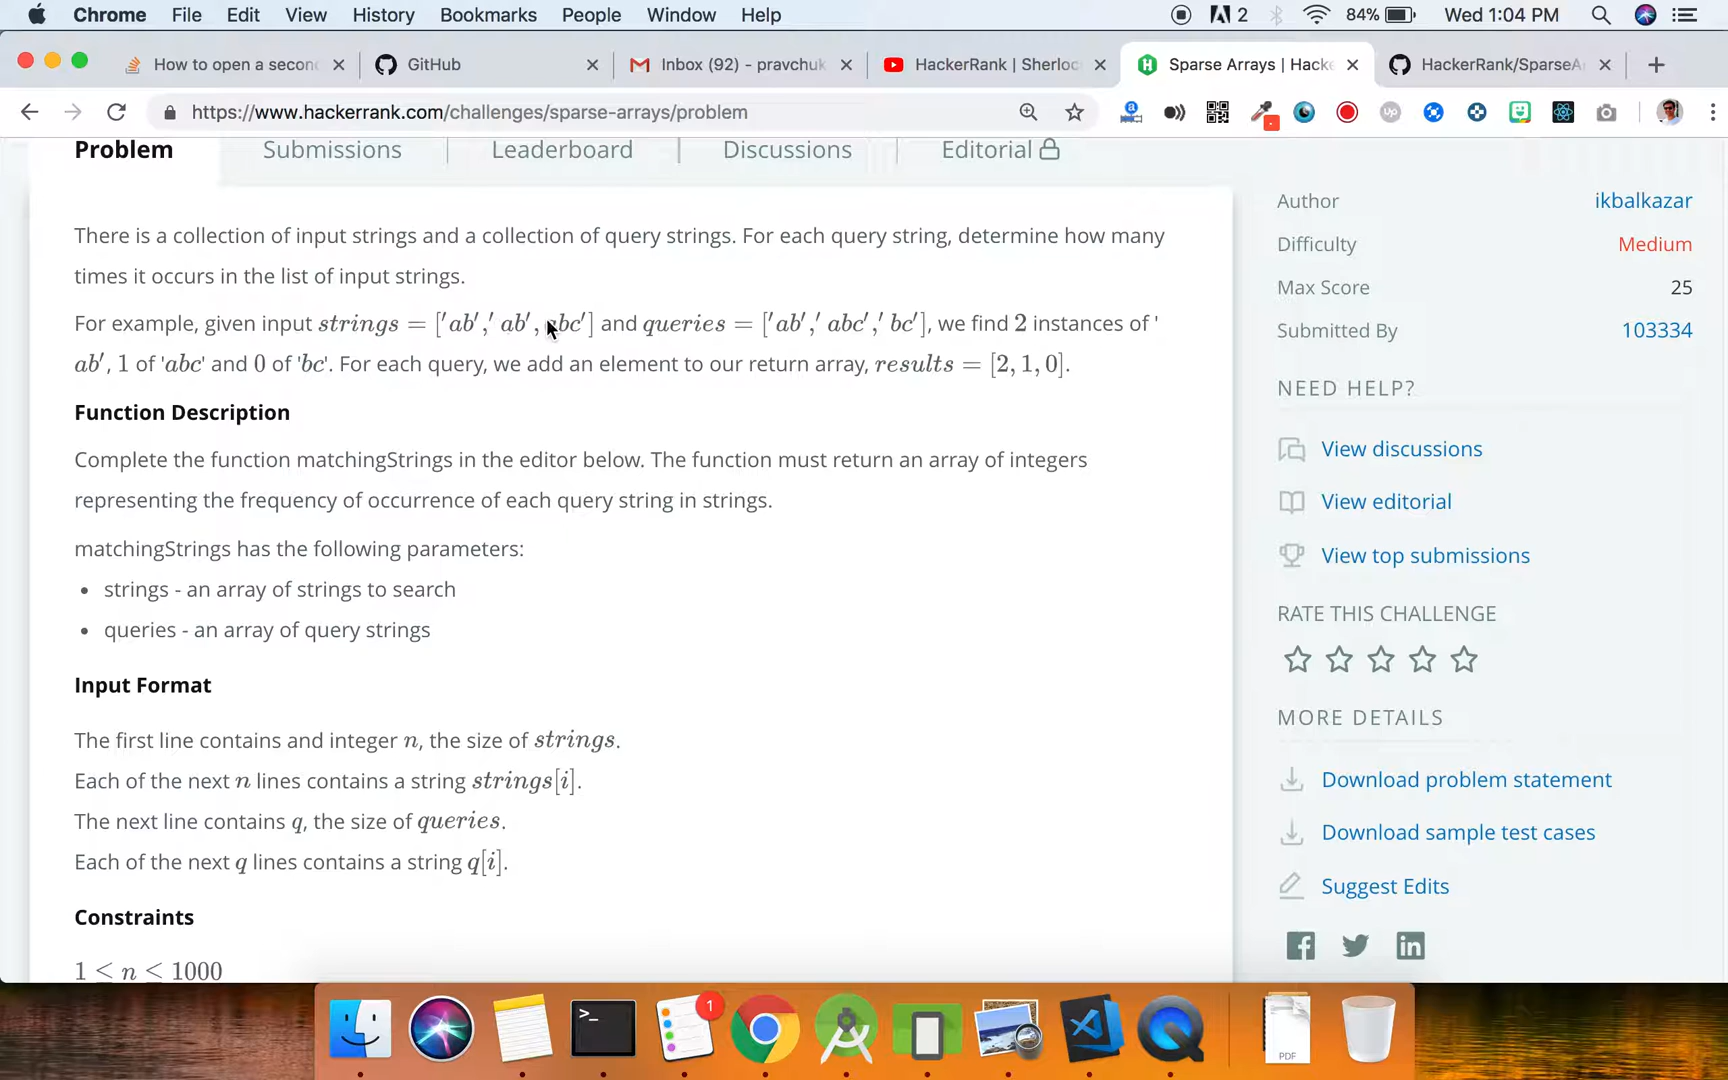 Chrome File Edit View History Bookmarks People Window Help 2 84% Wed 1:04 PM
How to open a secon GitHub Inbox (92) - pravchuk HackerRank | Sherloc Sparse Arrays | Hacke HackerRank/SparseA
https://www.hackerrank.com/challenges/sparse-arrays/problem
Problem Submissions Leaderboard Discussions Editorial
There is a collection of input strings and a collection of query strings. For each query string, determine how many
times it occurs in the list of input strings.
For example, given input strings = ['ab',' ab', abc'] and queries = ['ab',' abc',' bc'], we find 2 instances of '
ab', 1 of 'abc' and 0 of 'bc'. For each query, we add an element to our return array, results = [2, 1, 0].
Function Description
Complete the function matchingStrings in the editor below. The function must return an array of integers
representing the frequency of occurrence of each query string in strings.
matchingStrings has the following parameters:
• strings - an array of strings to search
• queries - an array of query strings
Input Format
The first line contains and integer n, the size of strings.
Each of the next n lines contains a string strings[i].
The next line contains q, the size of queries.
Each of the next q lines contains a string q[i].
Constraints
1 ≤ n ≤ 1000
Author ikbalkazar
Difficulty Medium
Max Score 25
Submitted By 103334
NEED HELP?
View discussions
View editorial
View top submissions
RATE THIS CHALLENGE
MORE DETAILS
Download problem statement
Download sample test cases
Suggest Edits
>_
1
PDF